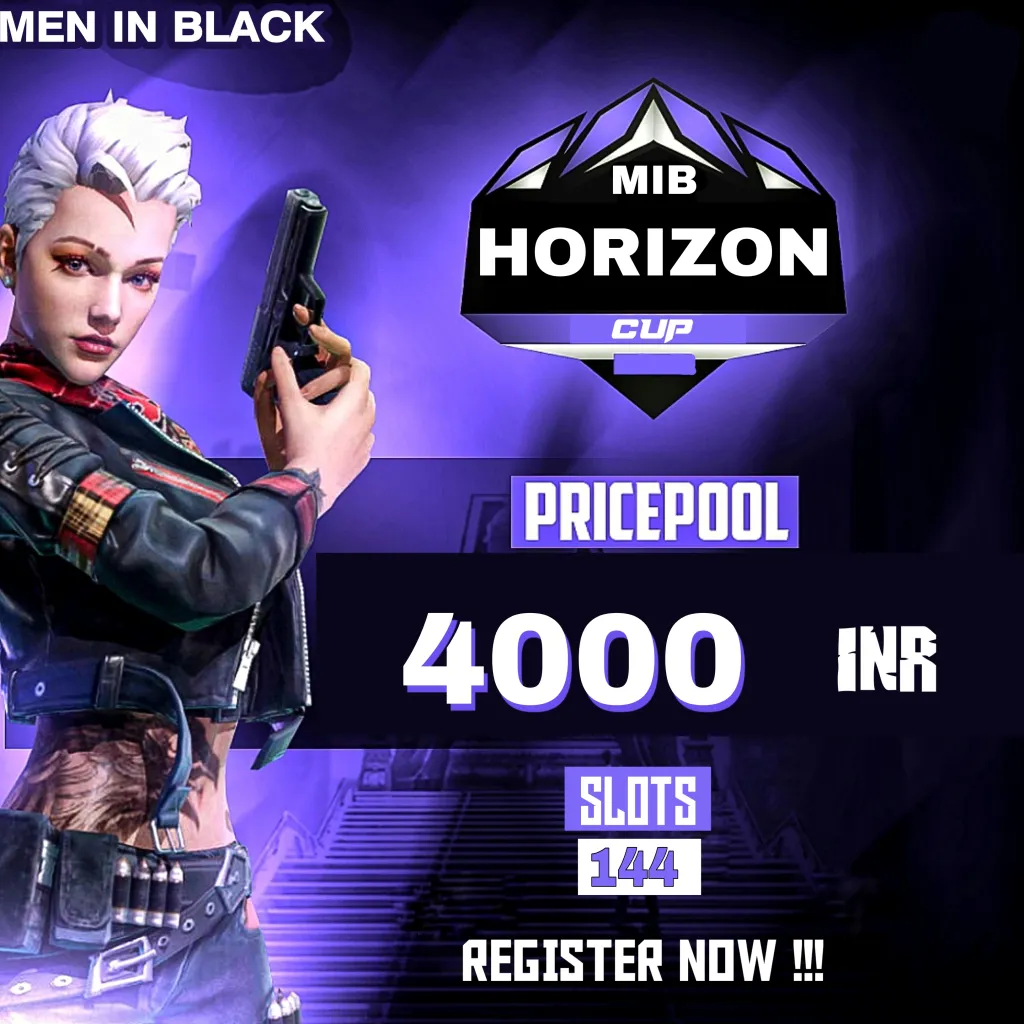 MEN IN BLACK
MIB
HORIZON
CUP
PRICEPOOL
4000 INR
SLOTS
144
REGISTER NOW !!!